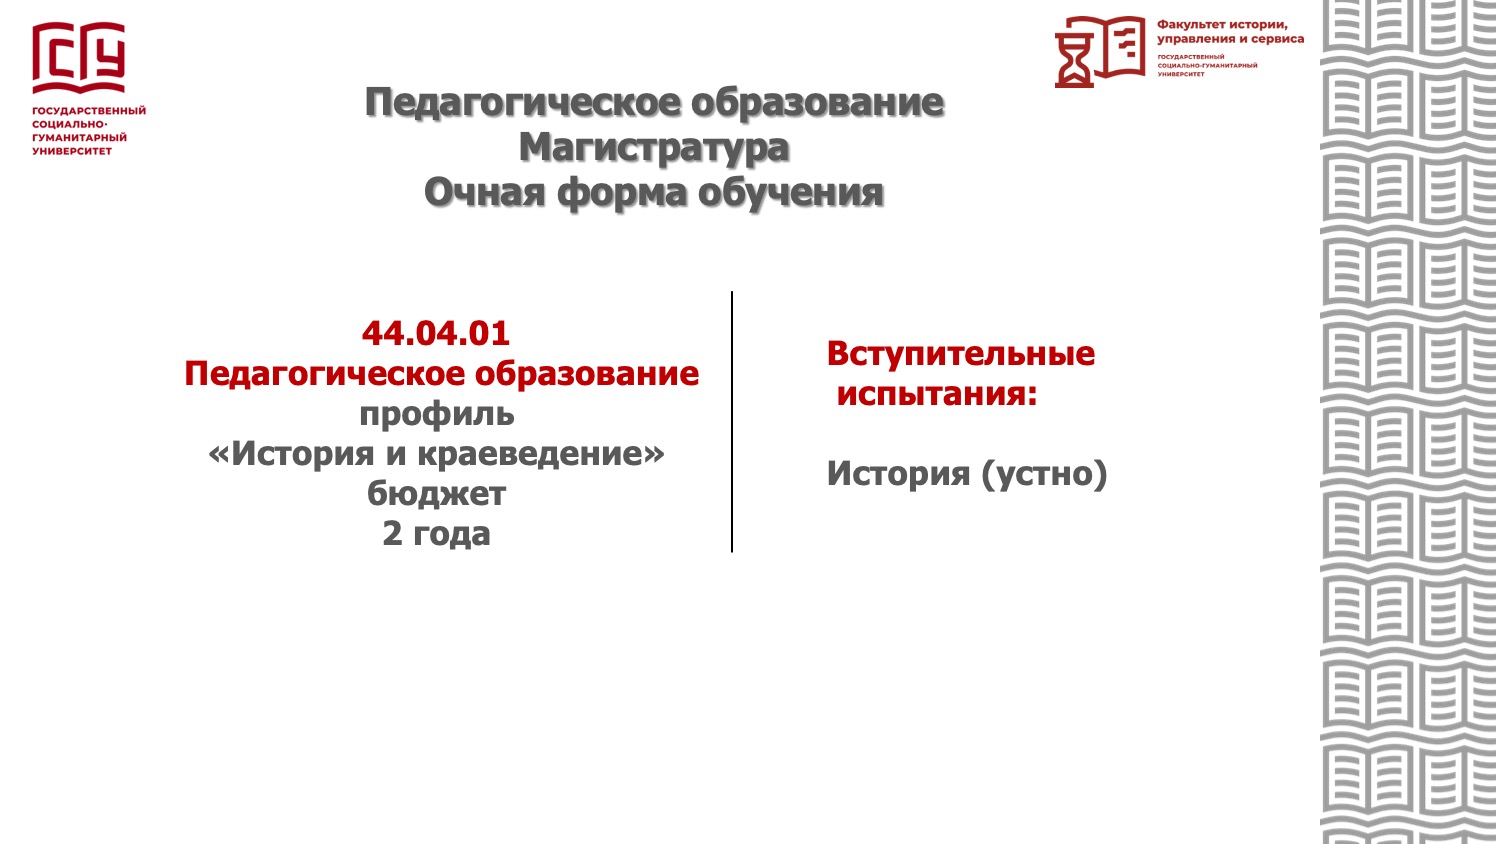 ГСГУ
ГОСУДАРСТВЕННЫЙ
СОЦИАЛЬНО-
ГУМАНИТАРНЫЙ
УНИВЕРСИТЕТ
Факультет истории,
управления и сервиса
ГОСУДАРСТВЕННЫЙ
СОЦИАЛЬНО-ГУМАНИТАРНЫЙ
УНИВЕРСИТЕТ
Педагогическое образование
Магистратура
Очная форма обучения
44.04.01
Педагогическое образование
профиль
«История и краеведение»
бюджет
2 года
Вступительные
испытания:
История (устно)